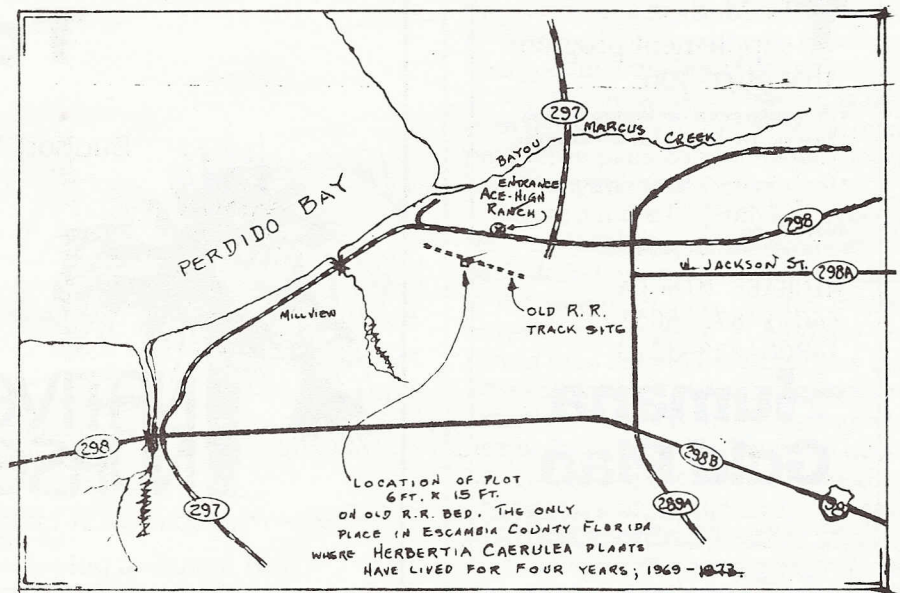 297
BAYOU MARCUS CREEK
ENTRANCE
ACE-HIGH
RANCH
298
PERDIDO BAY
W. JACKSON ST.
298A
MILLVIEW
OLD R.R.
TRACK SITE
298
298B
297
289A
LOCATION OF PLOT
6 FT. X 15 FT.
ON OLD R.R. BED. THE ONLY
PLACE IN ESCAMBIA COUNTY FLORIDA
WHERE HERBERTIA CAERULEA PLANTS
HAVE LIVED FOR FOUR YEARS; 1969 - 1973.